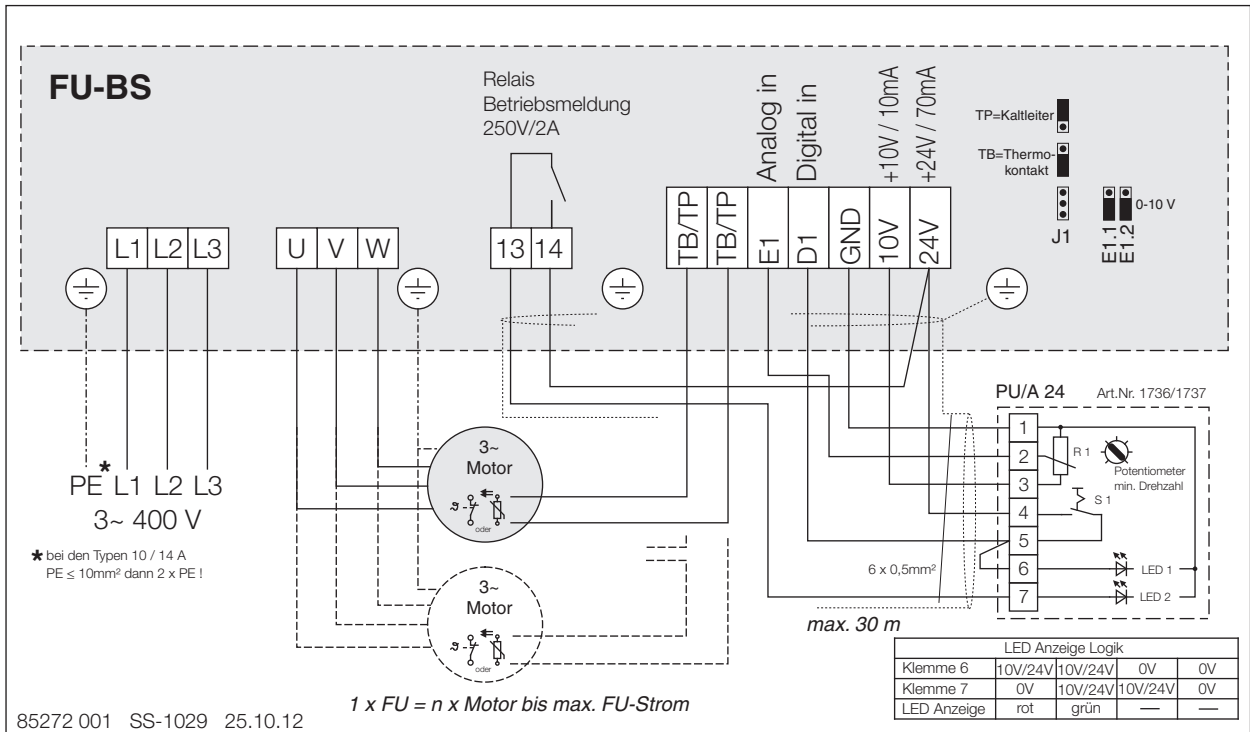 FU-BS
Relais
Betriebsmeldung
250V/2A
Analog in
Digital in
+10V / 10mA
+24V / 70mA
TP=Kaltleiter
TB=Thermo-
kontakt
J1
E1.1
E1.2
0-10 V
L1 L2 L3
U V W
13 14
TB/TP
TB/TP
E1
D1
GND
10V
24V
PU/A 24 Art.Nr. 1736/1737
1
2
3
4
5
6
7
R 1
Potentiometer
min. Drehzahl
S 1
LED 1
LED 2
3~
Motor
ϑ
oder
PE * L1 L2 L3
3~ 400 V
* bei den Typen 10 / 14 A
PE ≤ 10mm² dann 2 x PE !
3~
Motor
ϑ
oder
6 x 0,5mm²
max. 30 m
LED Anzeige Logik
Klemme 6 10V/24V 10V/24V 0V 0V
Klemme 7 0V 10V/24V 10V/24V 0V
LED Anzeige rot grün — —
1 x FU = n x Motor bis max. FU-Strom
85272 001 SS-1029 25.10.12